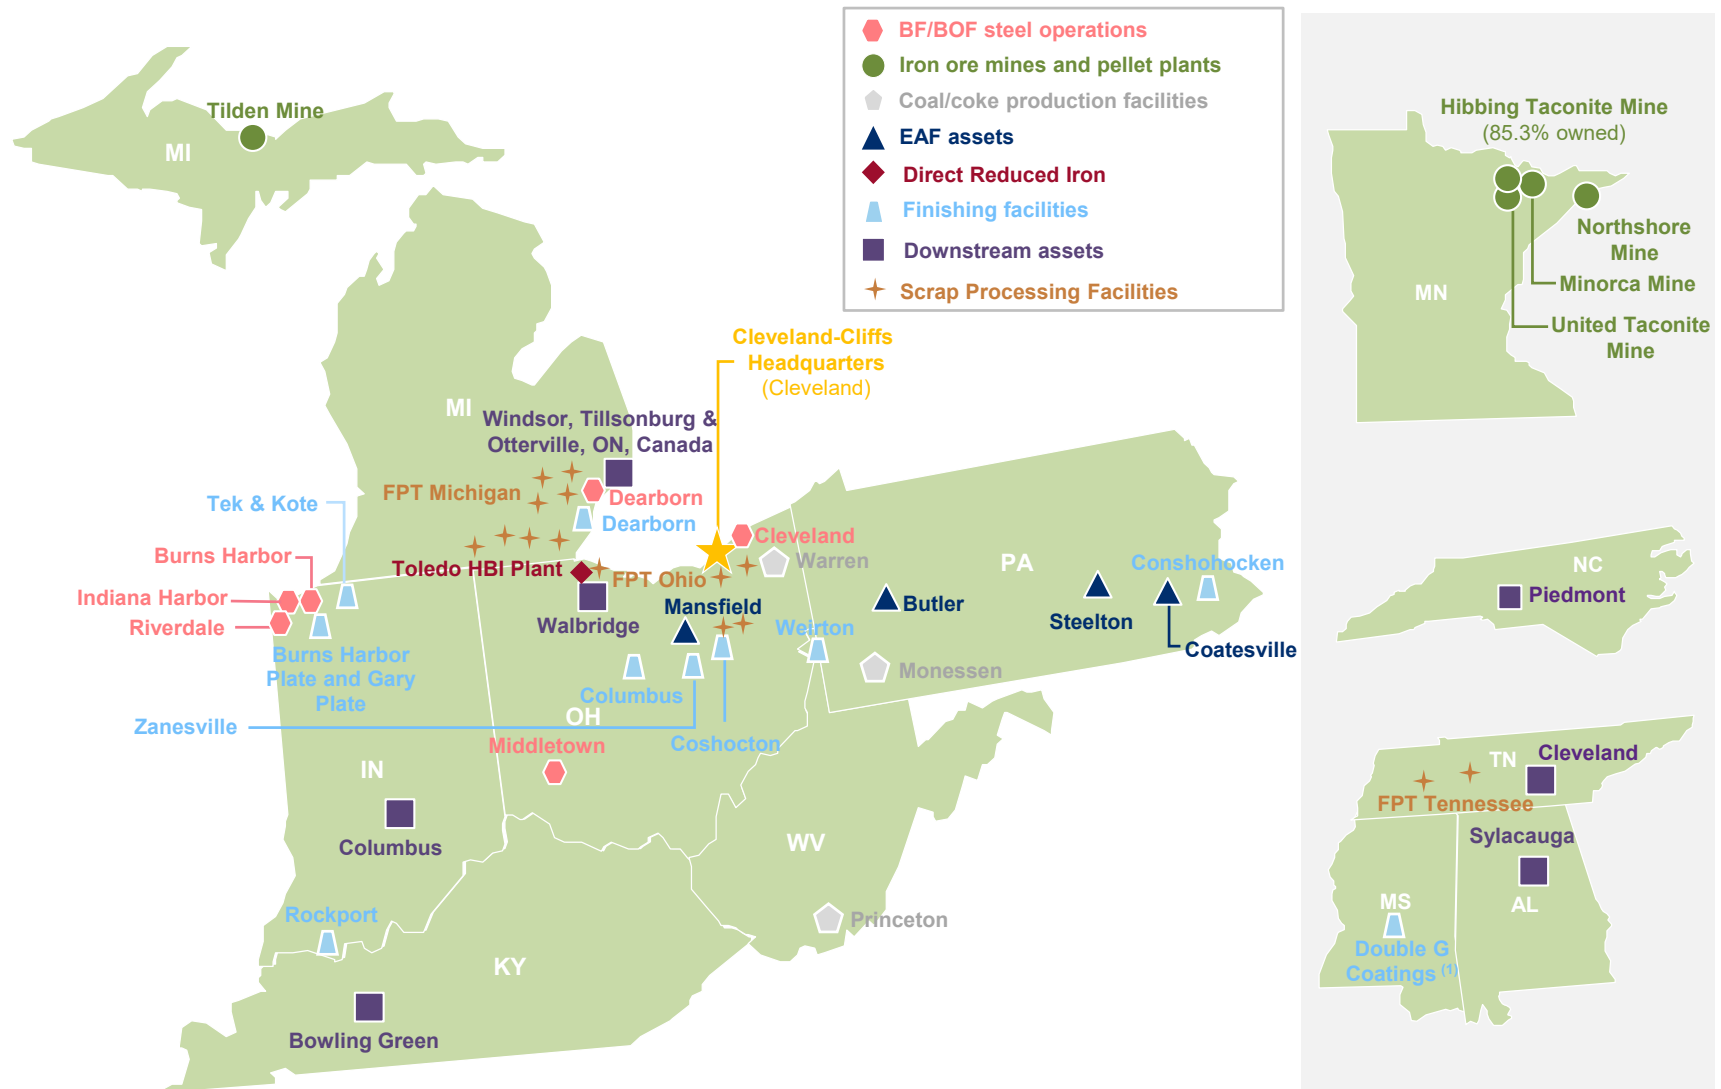 BF/BOF steel operations
Iron ore mines and pellet plants
Coal/coke production facilities
EAF assets
Direct Reduced Iron
Finishing facilities
Downstream assets
Scrap Processing Facilities
Tilden Mine
MI
Cleveland-Cliffs
Headquarters
(Cleveland)
MI
Windsor, Tillsonburg &
Otterville, ON, Canada
FPT Michigan
Dearborn
Dearborn
Tek & Kote
Burns Harbor
Indiana Harbor
Riverdale
Burns Harbor
Plate and Gary
Plate
Toledo HBI Plant
FPT Ohio
Cleveland
Warren
PA
Conshohocken
Walbridge
Mansfield
Butler
Steelton
Coatesville
Weirton
Monessen
Columbus
Zanesville
OH
Coshocton
Middletown
IN
Columbus
WV
Rockport
Princeton
KY
Bowling Green
Hibbing Taconite Mine
(85.3% owned)
Northshore
Mine
MN
Minorca Mine
United Taconite
Mine
NC
Piedmont
TN
Cleveland
FPT Tennessee
Sylacauga
MS
AL
Double G
Coatings (1)